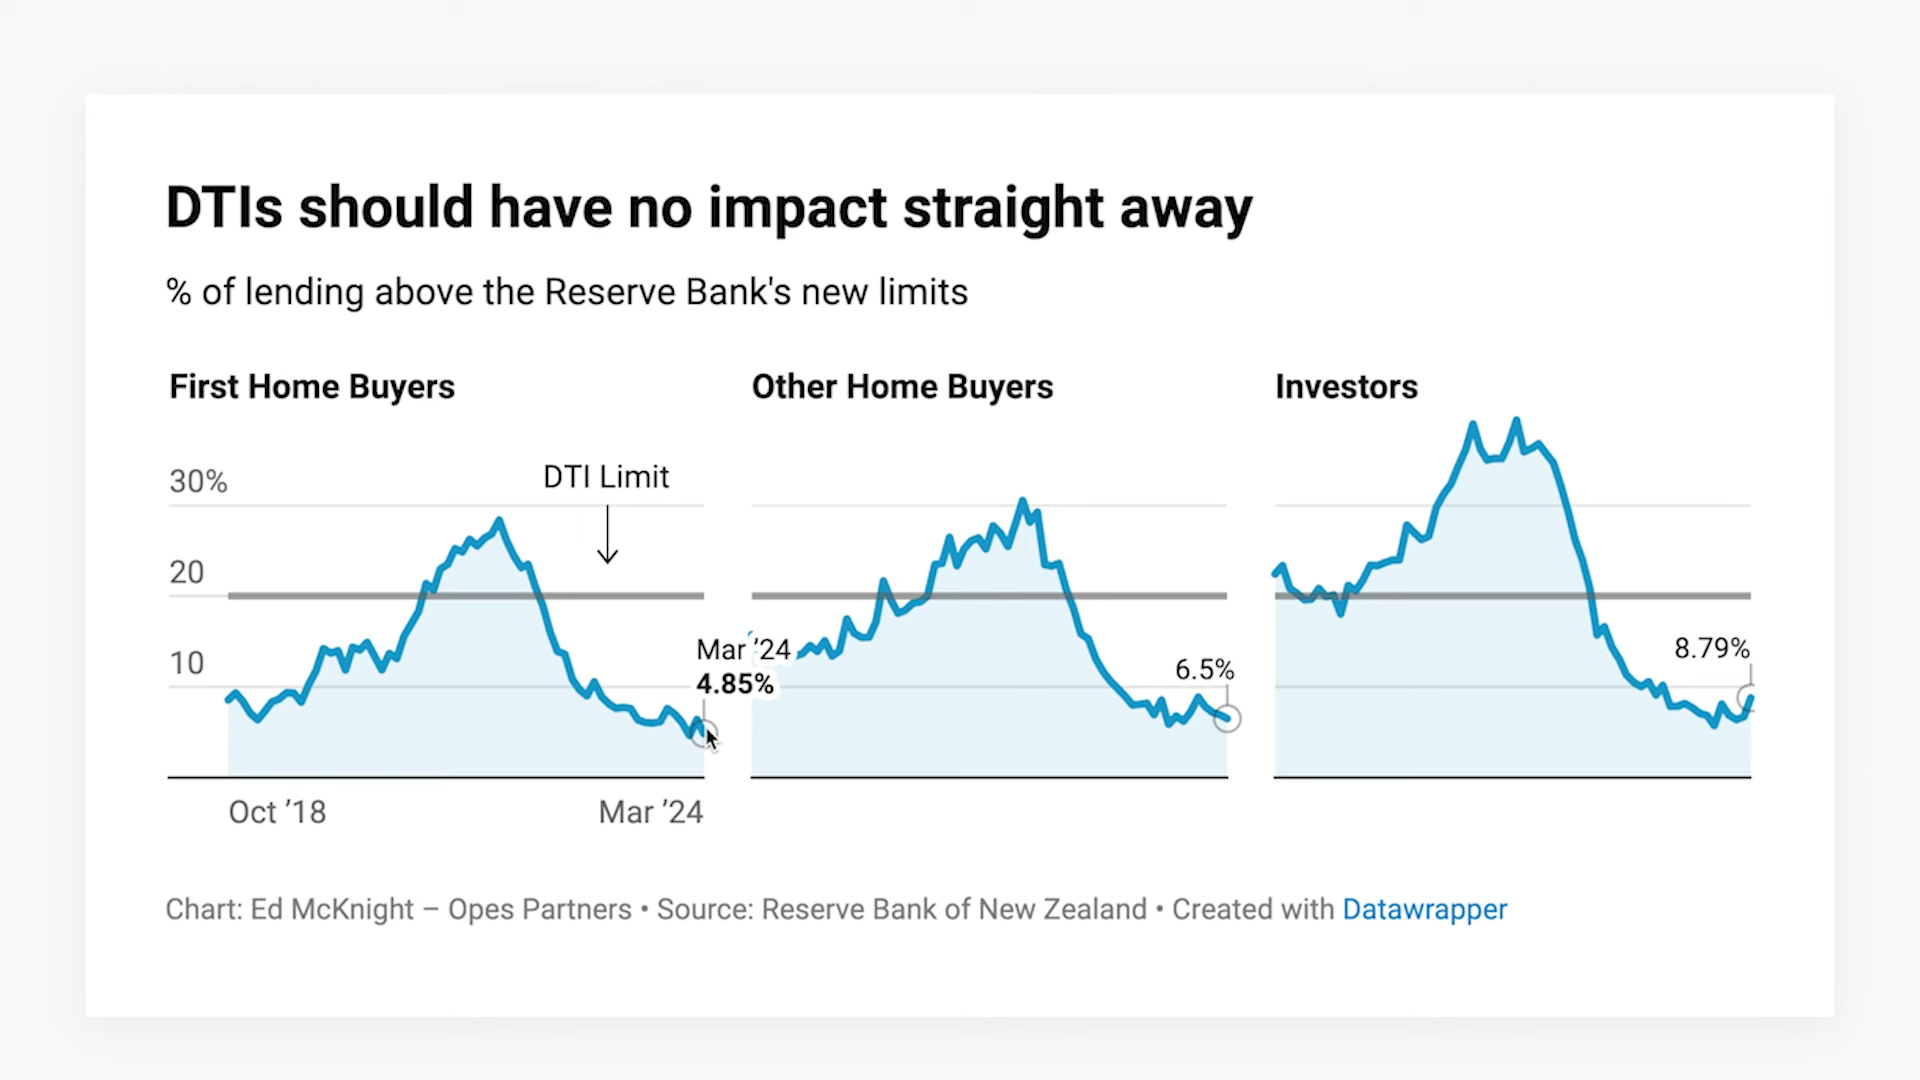 DTIs should have no impact straight away
% of lending above the Reserve Bank's new limits
First Home Buyers
Other Home Buyers
Investors
DTI Limit
30%
20
10
Mar ’24
4.85%
6.5%
8.79%
Oct ’18
Mar ’24
Chart: Ed McKnight – Opes Partners • Source: Reserve Bank of New Zealand • Created with Datawrapper